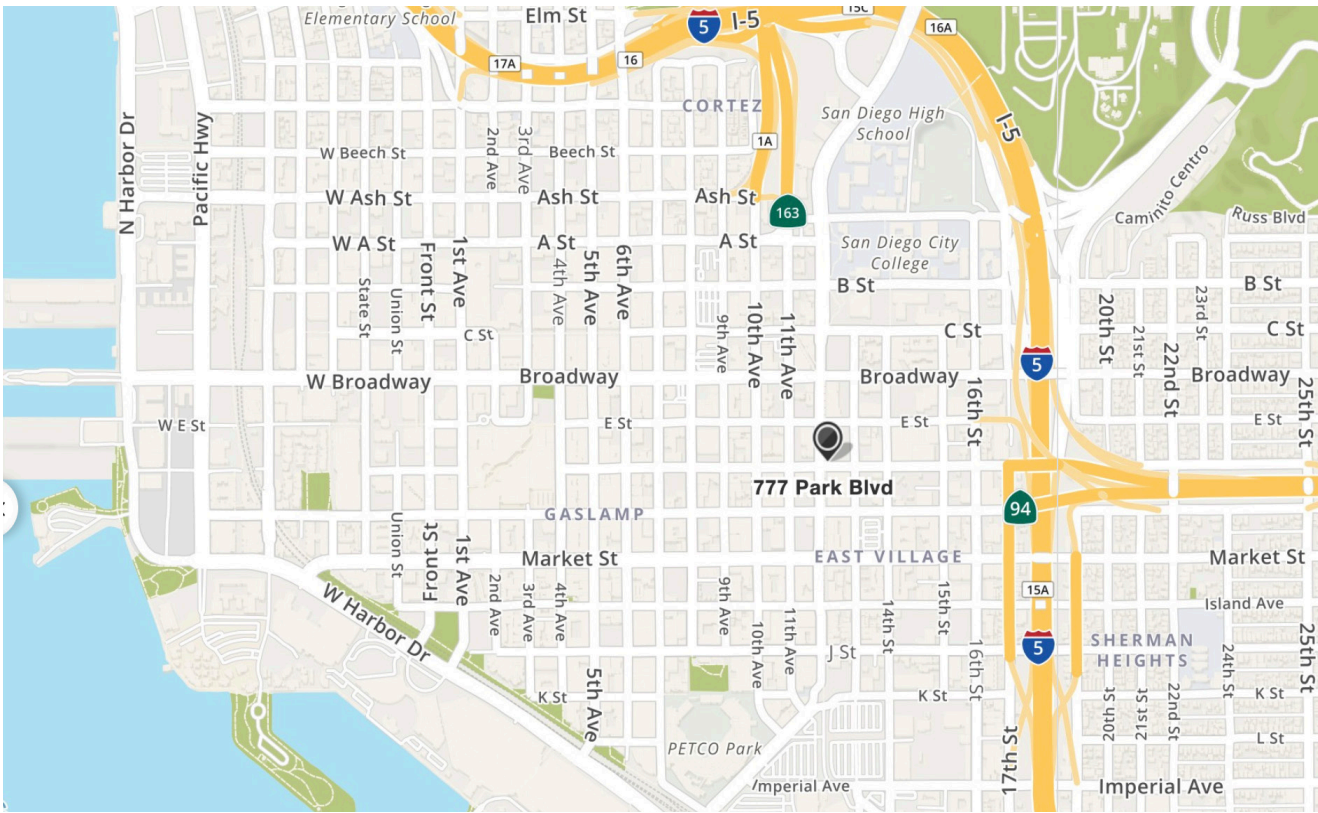 Elementary School
Elm St
5
I-5
15C
16A
17A
16
CORTEZ
San Diego High
School
I-5
1A
N Harbor Dr
Pacific Hwy
W Beech St
2nd Ave
3rd Ave
Beech St
Caminito Centro
W Ash St
Ash St
Ash St
163
Russ Blvd
W A St
Front St
1st Ave
A St
4th Ave
5th Ave
6th Ave
A St
San Diego City
College
State St
Union St
B St
20th St
23rd St
B St
C St
9th Ave
10th Ave
11th Ave
C St
21st St
22nd St
C St
5
W Broadway
Broadway
Broadway
16th St
Broadway
25th St
W E St
E St
E St
E St
777 Park Blvd
94
GASLAMP
Union St
Front St
1st Ave
Market St
EAST VILLAGE
Market St
2nd Ave
3rd Ave
4th Ave
9th Ave
10th Ave
11th Ave
14th St
15th St
15A
Island Ave
W Harbor Dr
J St
16th St
5
SHERMAN
HEIGHTS
24th St
25th St
K St
5th Ave
K St
20th St
21st St
22nd St
K St
PETCO Park
17th St
L St
Imperial Ave
Imperial Ave